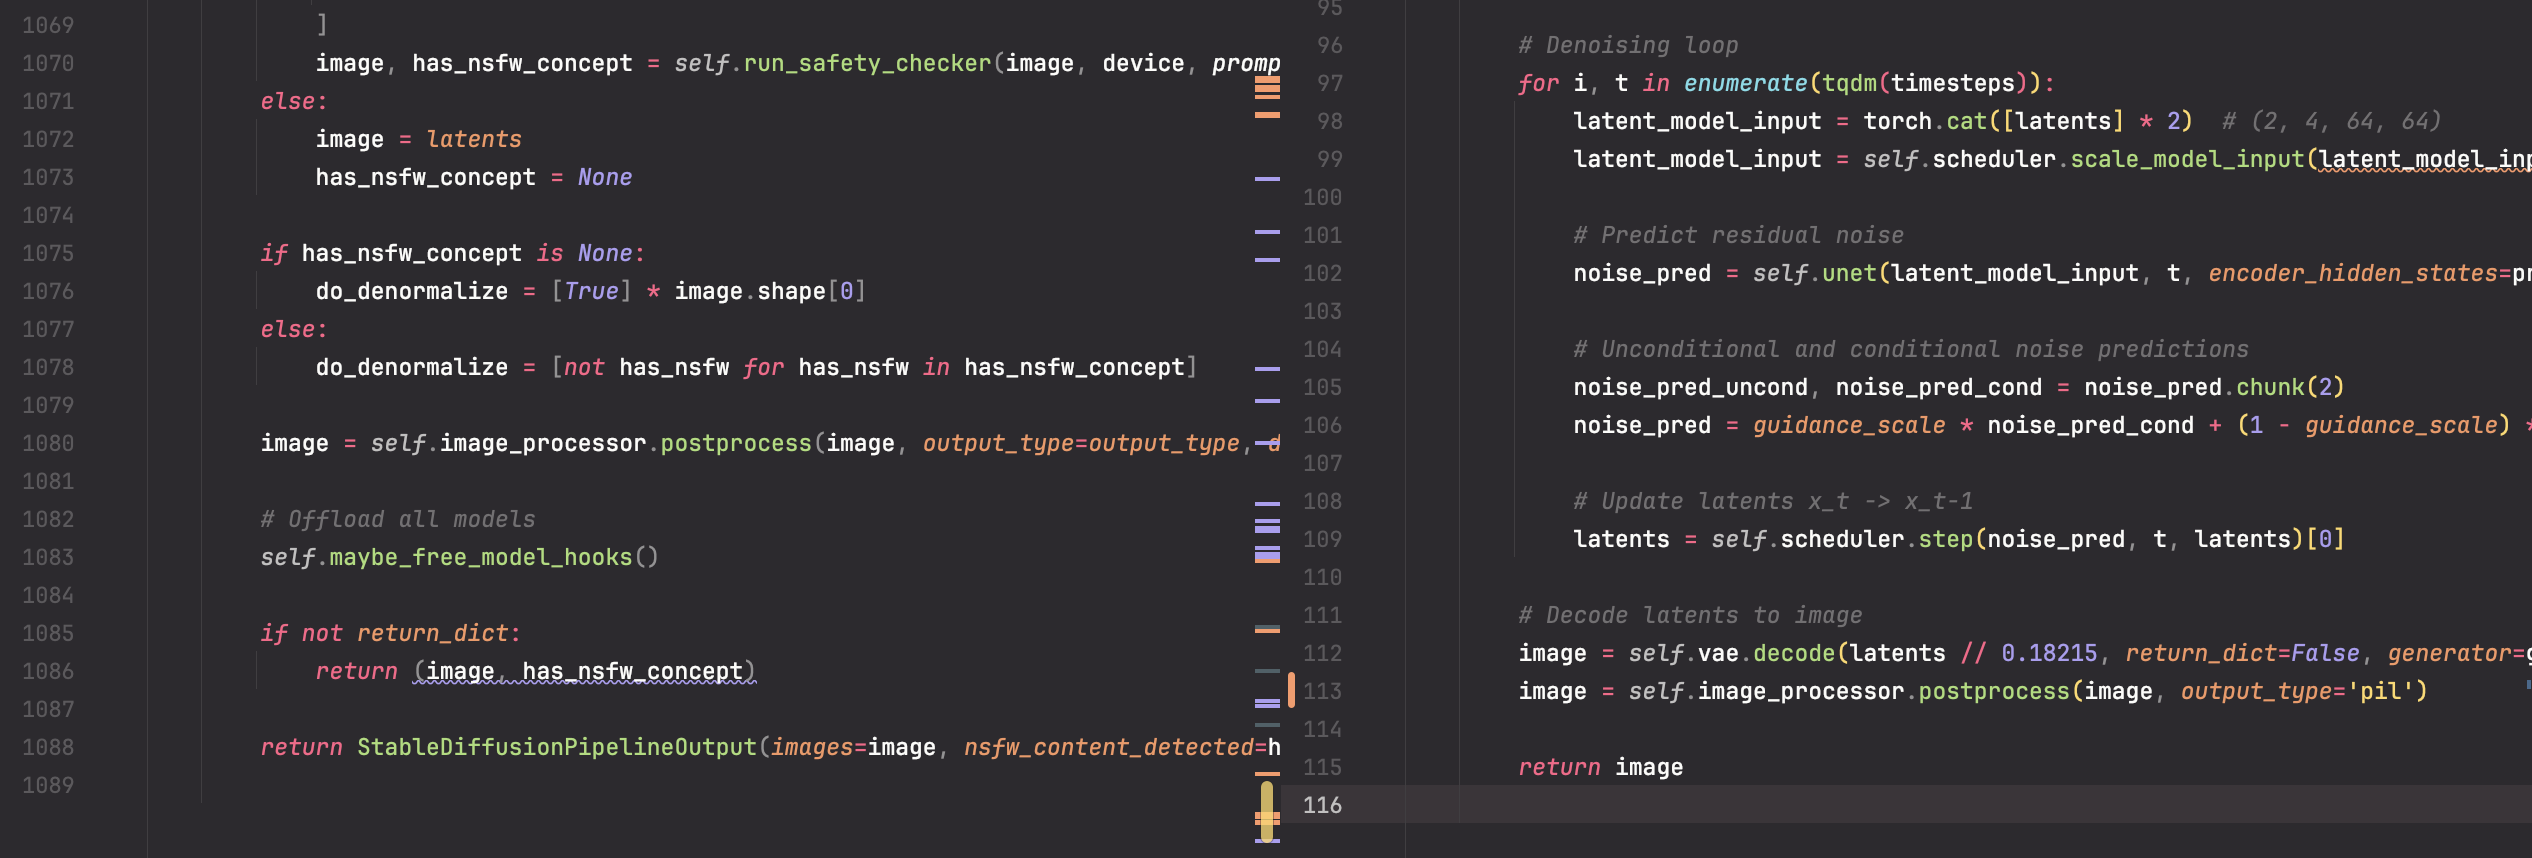 1069 ]
1070 image, has_nsfw_concept = self.run_safety_checker(image, device, promp
1071 else:
1072 image = latents
1073 has_nsfw_concept = None
1074
1075 if has_nsfw_concept is None:
1076 do_denormalize = [True] * image.shape[0]
1077 else:
1078 do_denormalize = [not has_nsfw for has_nsfw in has_nsfw_concept]
1079
1080 image = self.image_processor.postprocess(image, output_type=output_type, d
1081
1082 # Offload all models
1083 self.maybe_free_model_hooks()
1084
1085 if not return_dict:
1086 return (image, has_nsfw_concept)
1087
1088 return StableDiffusionPipelineOutput(images=image, nsfw_content_detected=h
1089
95
96 # Denoising loop
97 for i, t in enumerate(tqdm(timesteps)):
98 latent_model_input = torch.cat([latents] * 2) # (2, 4, 64, 64)
99 latent_model_input = self.scheduler.scale_model_input(latent_model_inp
100
101 # Predict residual noise
102 noise_pred = self.unet(latent_model_input, t, encoder_hidden_states=pr
103
104 # Unconditional and conditional noise predictions
105 noise_pred_uncond, noise_pred_cond = noise_pred.chunk(2)
106 noise_pred = guidance_scale * noise_pred_cond + (1 - guidance_scale) *
107
108 # Update latents x_t -> x_t-1
109 latents = self.scheduler.step(noise_pred, t, latents)[0]
110
111 # Decode latents to image
112 image = self.vae.decode(latents // 0.18215, return_dict=False, generator=g
113 image = self.image_processor.postprocess(image, output_type='pil')
114
115 return image
116